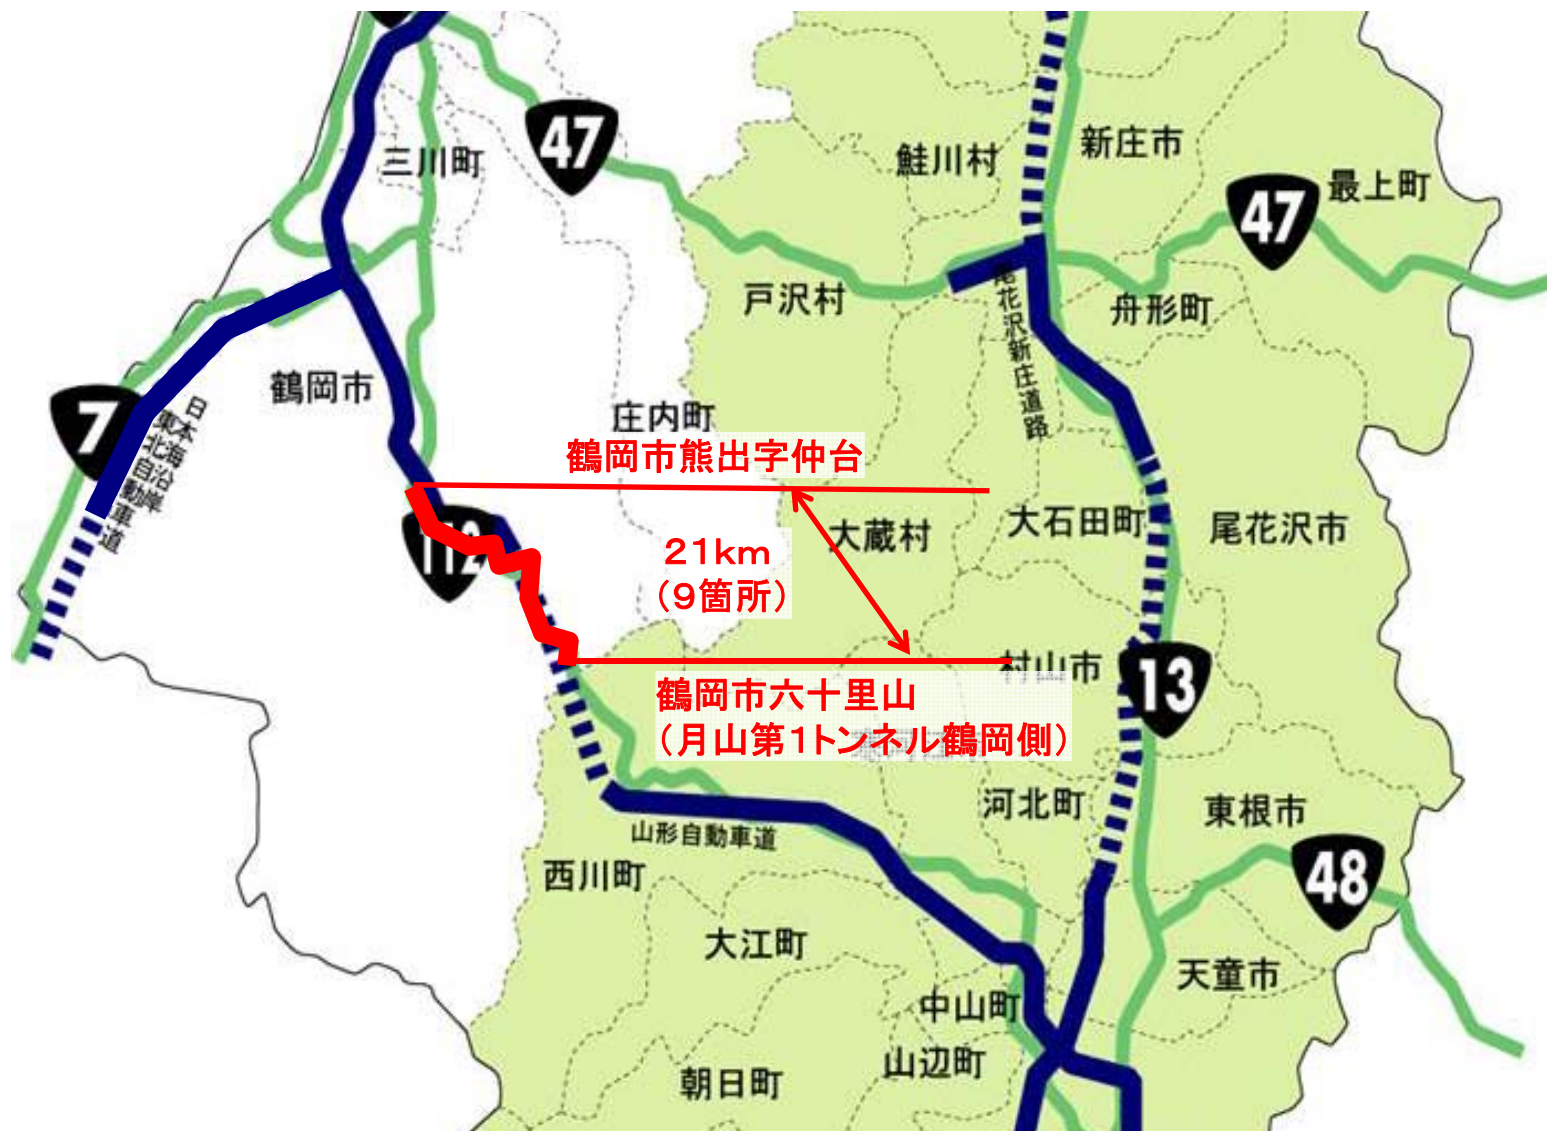 三川町
47
鮭川村
新庄市
最上町
47
戸沢村
舟形町
尾花沢新庄道路
鶴岡市
庄内町
7
日本海沿岸
東北自動車道
鶴岡市熊出字仲台
112
21km
(9箇所)
大蔵村
大石田町
尾花沢市
村山市
13
鶴岡市六十里山
(月山第1トンネル鶴岡側)
河北町
東根市
山形自動車道
西川町
48
大江町
天童市
中山町
山辺町
朝日町